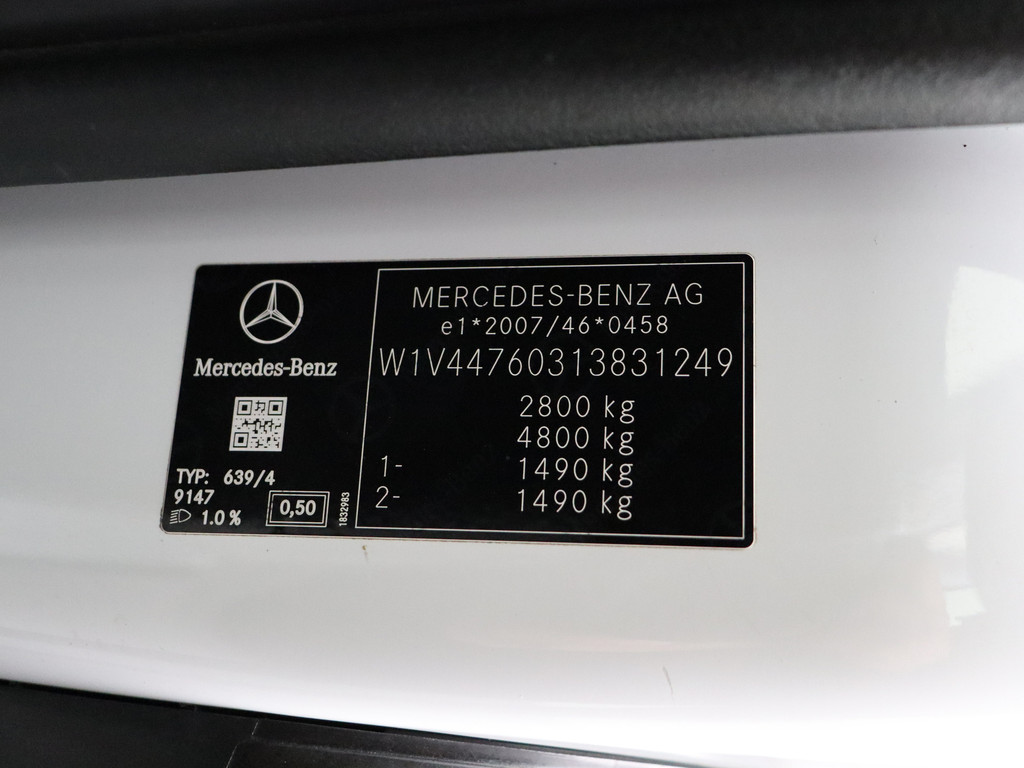 Mercedes-Benz
TYP: 639/4
9147
1.0 %
0,50
1832983
MERCEDES-BENZ AG
e1*2007/46*0458
W1V44760313831249
2800 kg
4800 kg
1- 1490 kg
2- 1490 kg